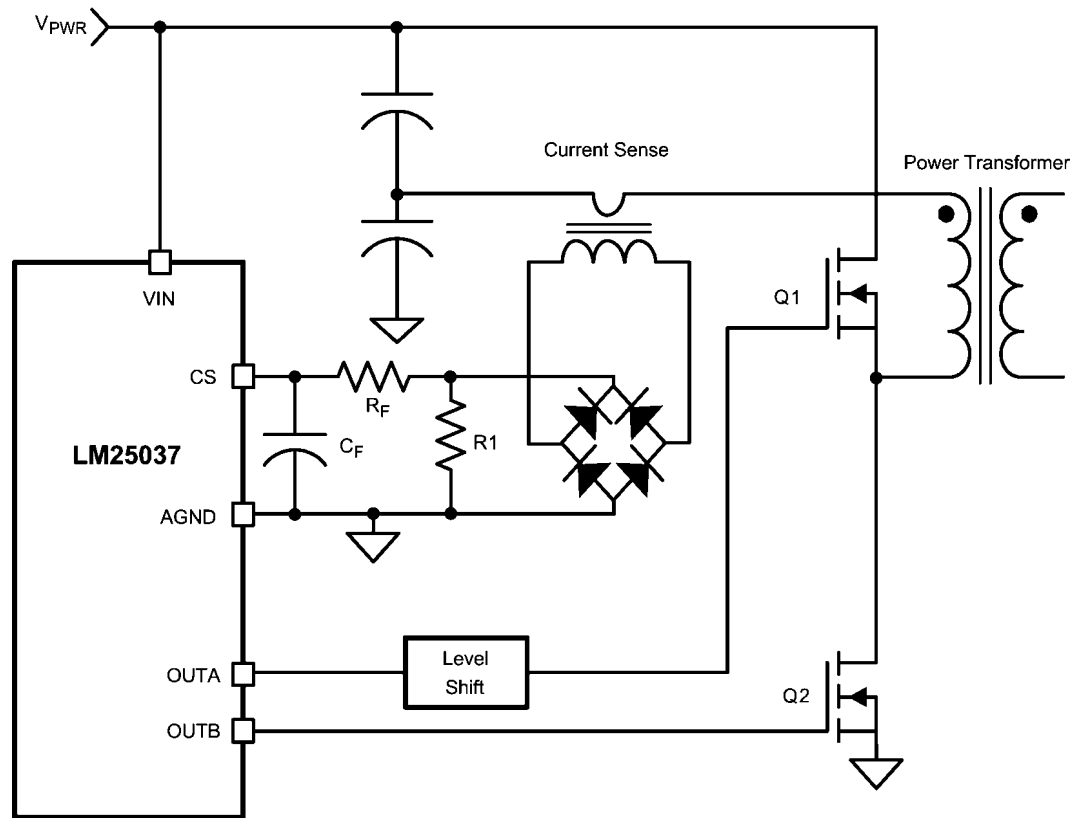 VPWR
Current Sense
Power Transformer
VIN
Q1
CS
RF
R1
CF
LM25037
AGND
Level
Shift
OUTA
Q2
OUTB